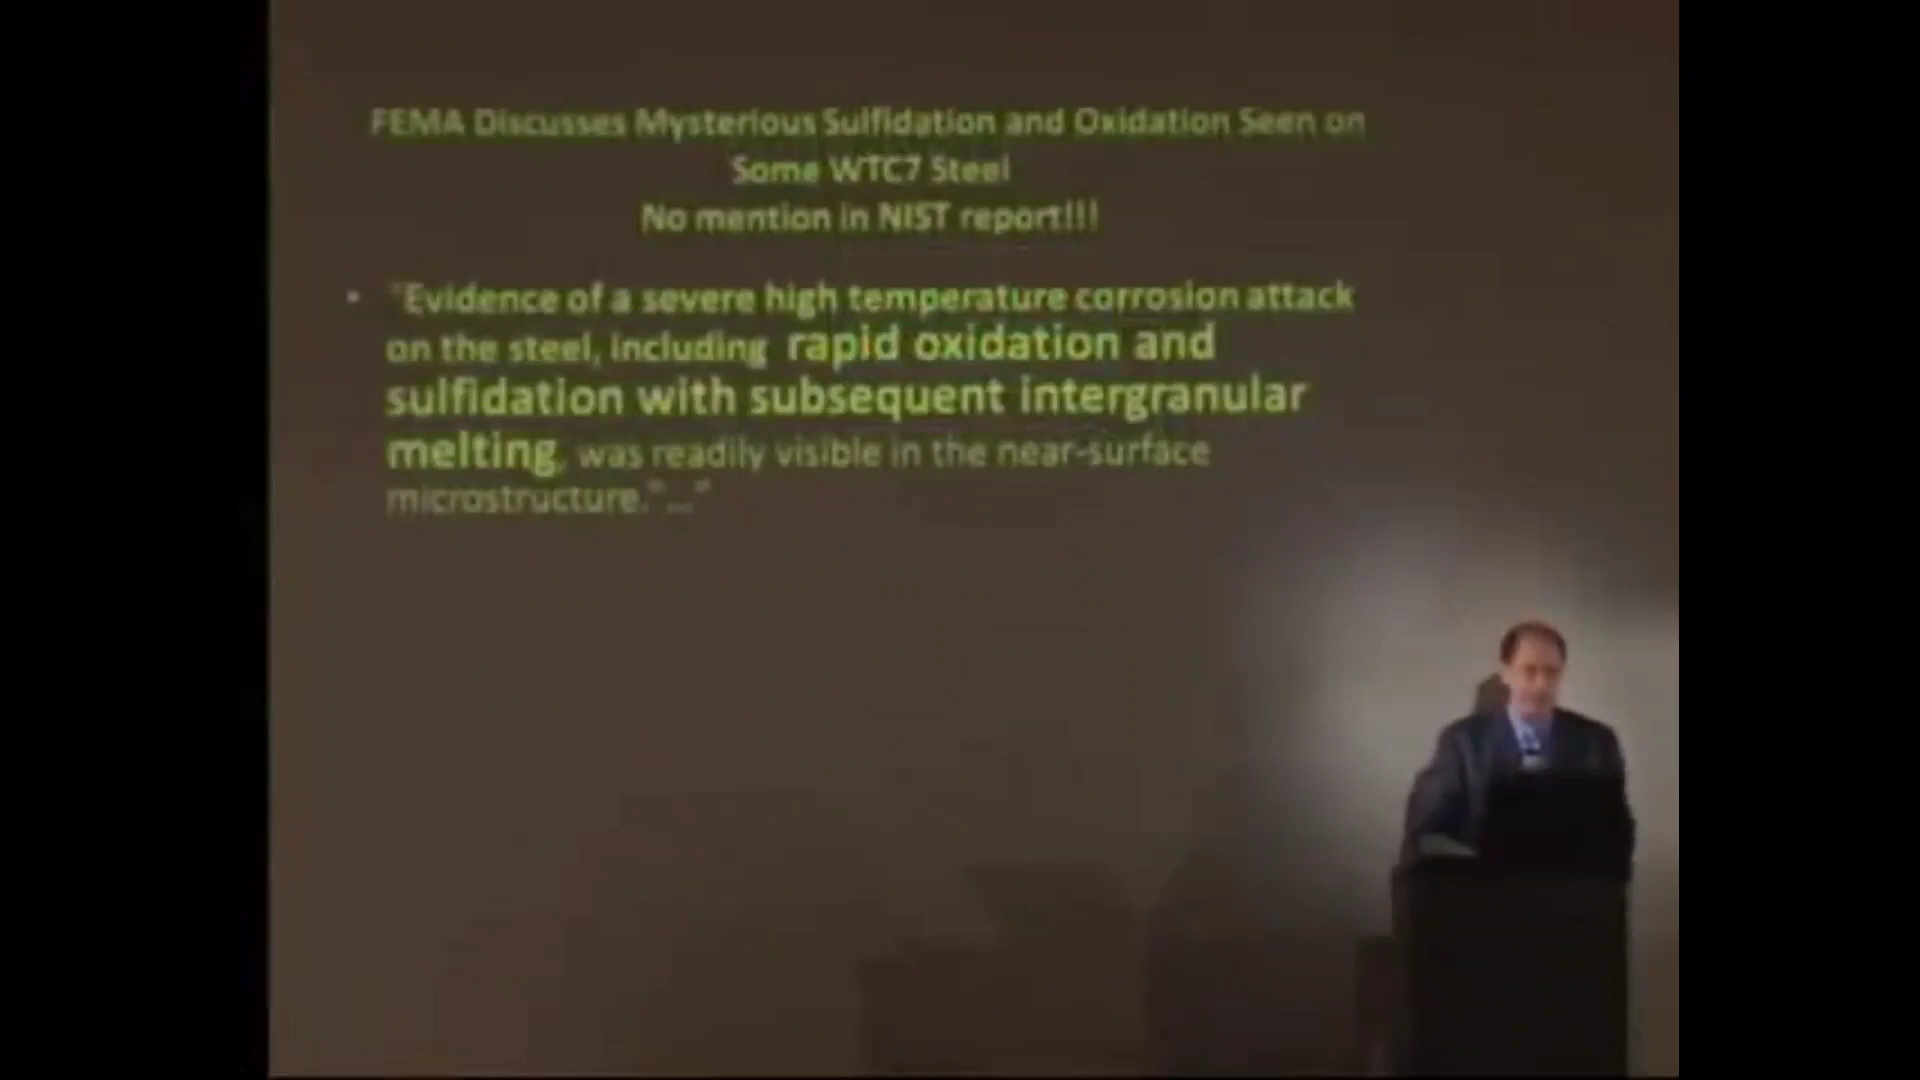 FEMA Discusses Mysterious Sulfidation and Oxidation Seen on
Some WTC7 Steel
No mention in NIST report!!!
• "Evidence of a severe high temperature corrosion attack
on the steel, including rapid oxidation and
sulfidation with subsequent intergranular
melting, was readily visible in the near-surface
microstructure."..."